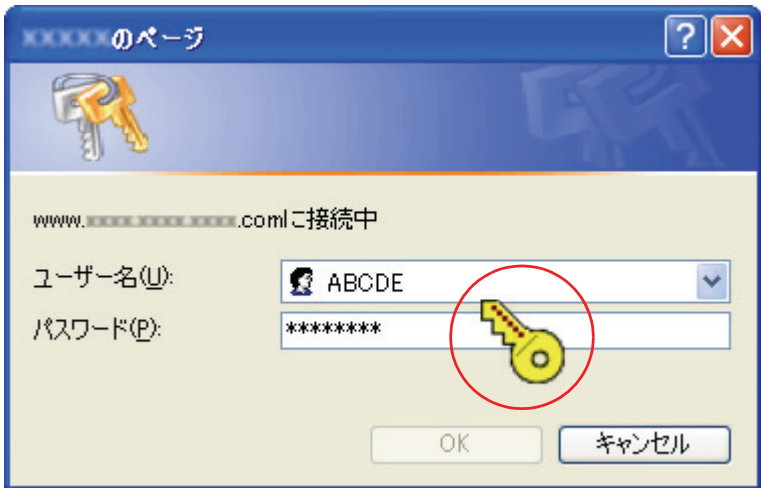 のページ
www. .comに接続中
ユーザー名(U):
ABCDE
パスワード(P):
********
OK
キャンセル